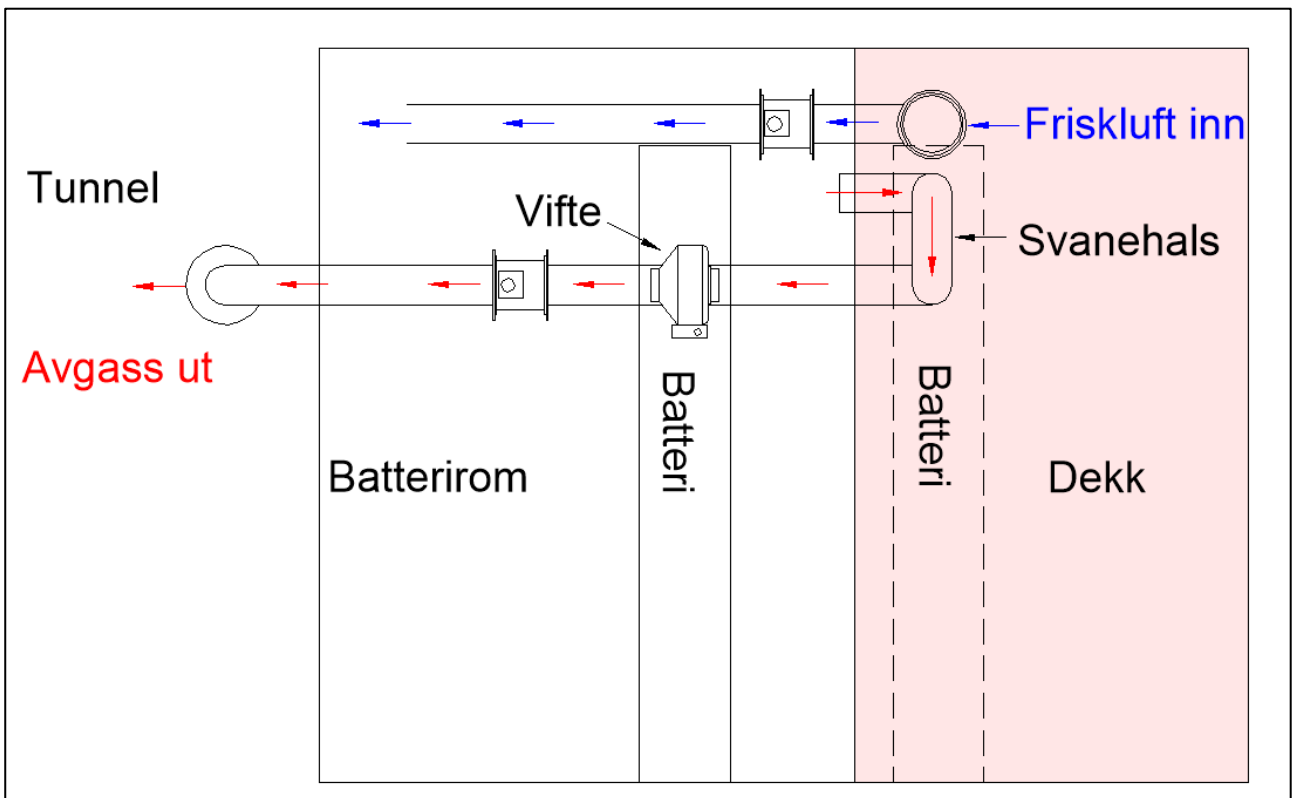 Friskluft inn
Tunnel
Vifte
Svanehals
Avgass ut
Batteri
Batteri
Batterirom
Dekk